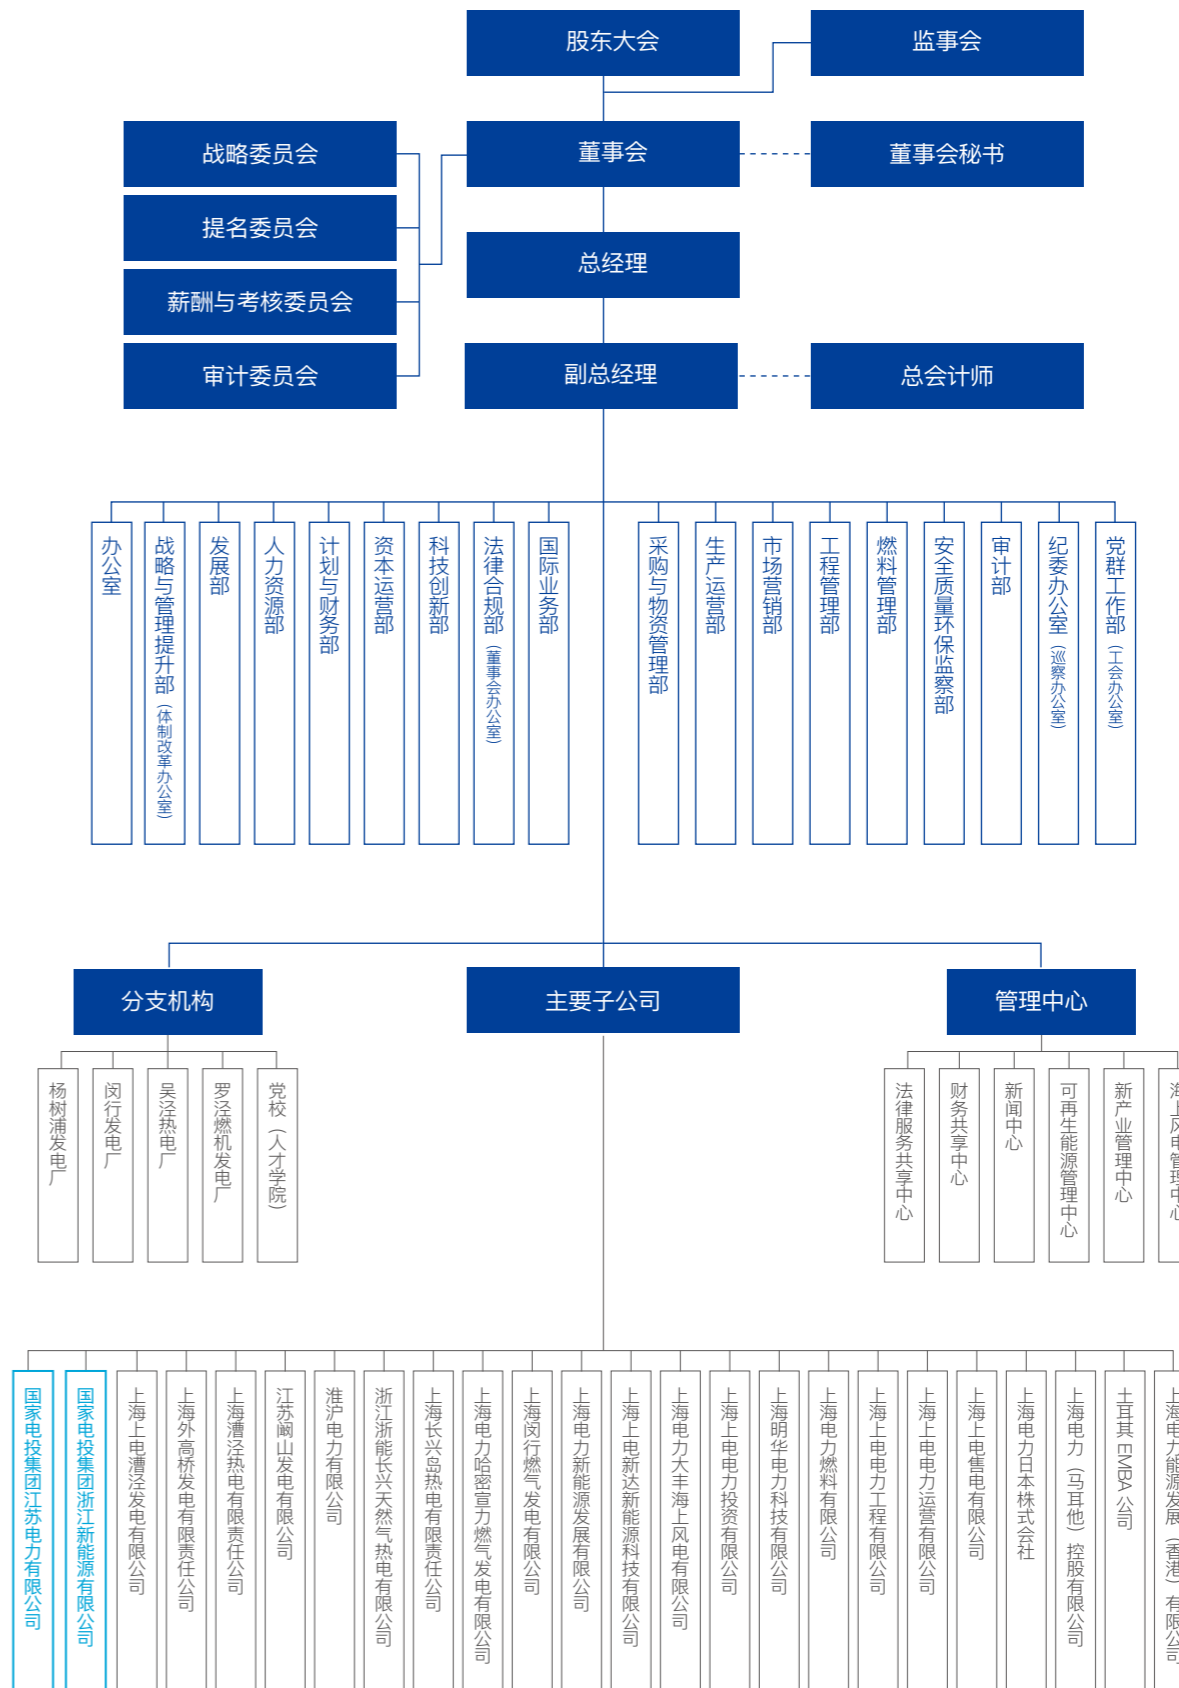 股东大会
监事会
战略委员会
董事会
董事会秘书
提名委员会
总经理
薪酬与考核委员会
审计委员会
副总经理
总会计师
办公室
战略与管理提升部（体制改革办公室）
发展部
人力资源部
计划与财务部
资本运营部
科技创新部
法律合规部（董事会办公室）
国际业务部
采购与物资管理部
生产运营部
市场营销部
工程管理部
燃料管理部
安全质量环保监察部
审计部
纪委办公室（巡察办公室）
党群工作部（工会办公室）
分支机构
主要子公司
管理中心
杨树浦发电厂
闵行发电厂
吴泾热电厂
罗泾燃机发电厂
党校（人才学院）
法律服务共享中心
财务共享中心
新闻中心
可再生能源管理中心
新产业管理中心
海上风电管理中心
国家电投集团江苏电力有限公司
国家电投集团浙江新能源有限公司
上海上电漕泾发电有限公司
上海外高桥发电有限责任公司
上海漕泾热电有限责任公司
江苏阚山发电有限公司
淮沪电力有限公司
浙江浙能长兴天然气热电有限公司
上海长兴岛热电有限责任公司
上海电力哈密宣力燃气发电有限公司
上海闵行燃气发电有限公司
上海电力新能源发展有限公司
上海上电新达新能源科技有限公司
上海电力大丰海上风电有限公司
上海上电电力投资有限公司
上海明华电力科技有限公司
上海电力燃料有限公司
上海上电电力工程有限公司
上海上电电力运营有限公司
上海上电售电有限公司
上海电力日本株式会社
上海电力（马耳他）控股有限公司
土耳其 EMBA 公司
上海电力能源发展（香港）有限公司